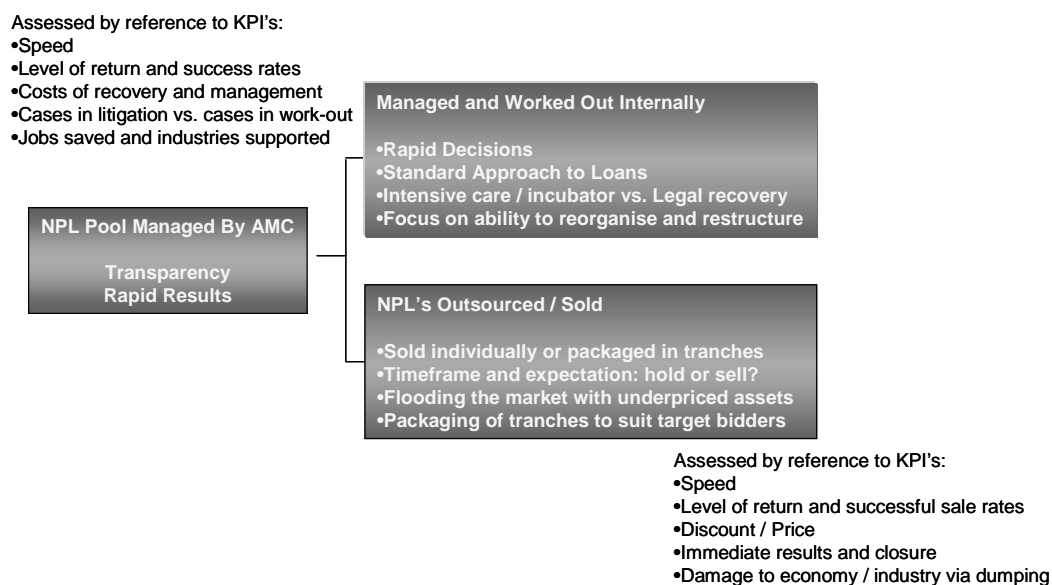 Assessed by reference to KPI's:
•Speed
•Level of return and success rates
•Costs of recovery and management
•Cases in litigation vs. cases in work-out
•Jobs saved and industries supported
Managed and Worked Out Internally
•Rapid Decisions
•Standard Approach to Loans
•Intensive care / incubator vs. Legal recovery
•Focus on ability to reorganise and restructure
NPL Pool Managed By AMC
Transparency
Rapid Results
NPL's Outsourced / Sold
•Sold individually or packaged in tranches
•Timeframe and expectation: hold or sell?
•Flooding the market with underpriced assets
•Packaging of tranches to suit target bidders
Assessed by reference to KPI's:
•Speed
•Level of return and successful sale rates
•Discount / Price
•Immediate results and closure
•Damage to economy / industry via dumping